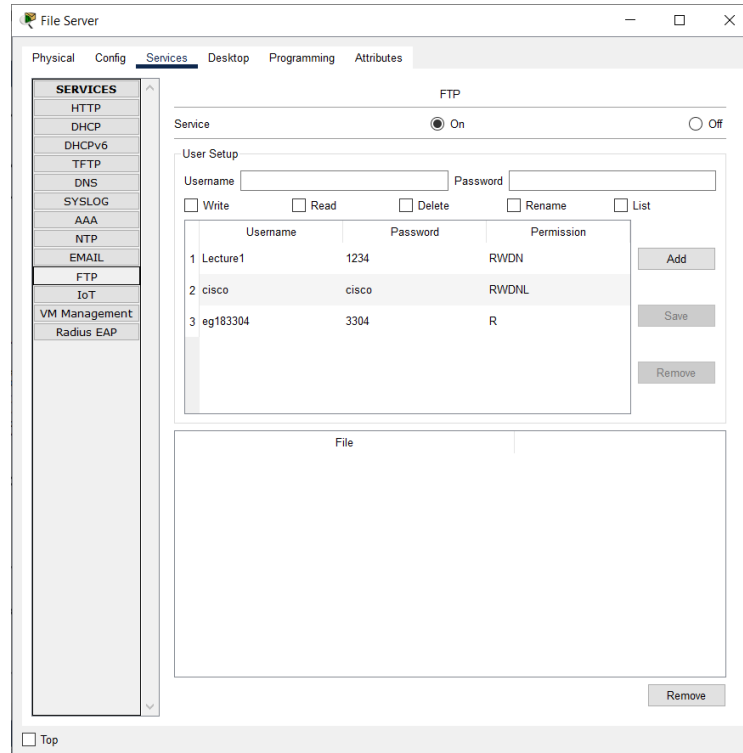 File Server
Physical Config Services Desktop Programming Attributes
SERVICES
HTTP
DHCP
DHCPv6
TFTP
DNS
SYSLOG
AAA
NTP
EMAIL
FTP
IoT
VM Management
Radius EAP
FTP
Service On Off
User Setup
Username Password
Write Read Delete Rename List
Username Password Permission
1 Lecture1 1234 RWDN
2 cisco cisco RWDNL
3 eg183304 3304 R
Add
Save
Remove
File
Remove
Top